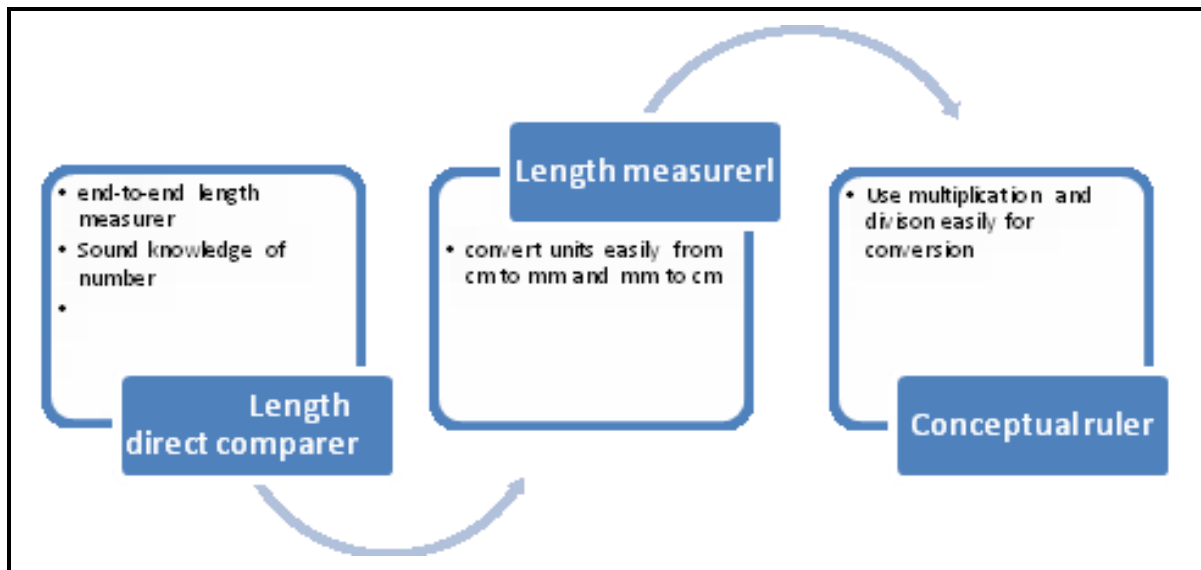 • end-to-end length
measurer
• Sound knowledge of
number
•
Length
direct comparer
Length measurerl
• convert units easily from
cm to mm and mm to cm
• Use multiplication and
divison easily for
conversion
Conceptual ruler